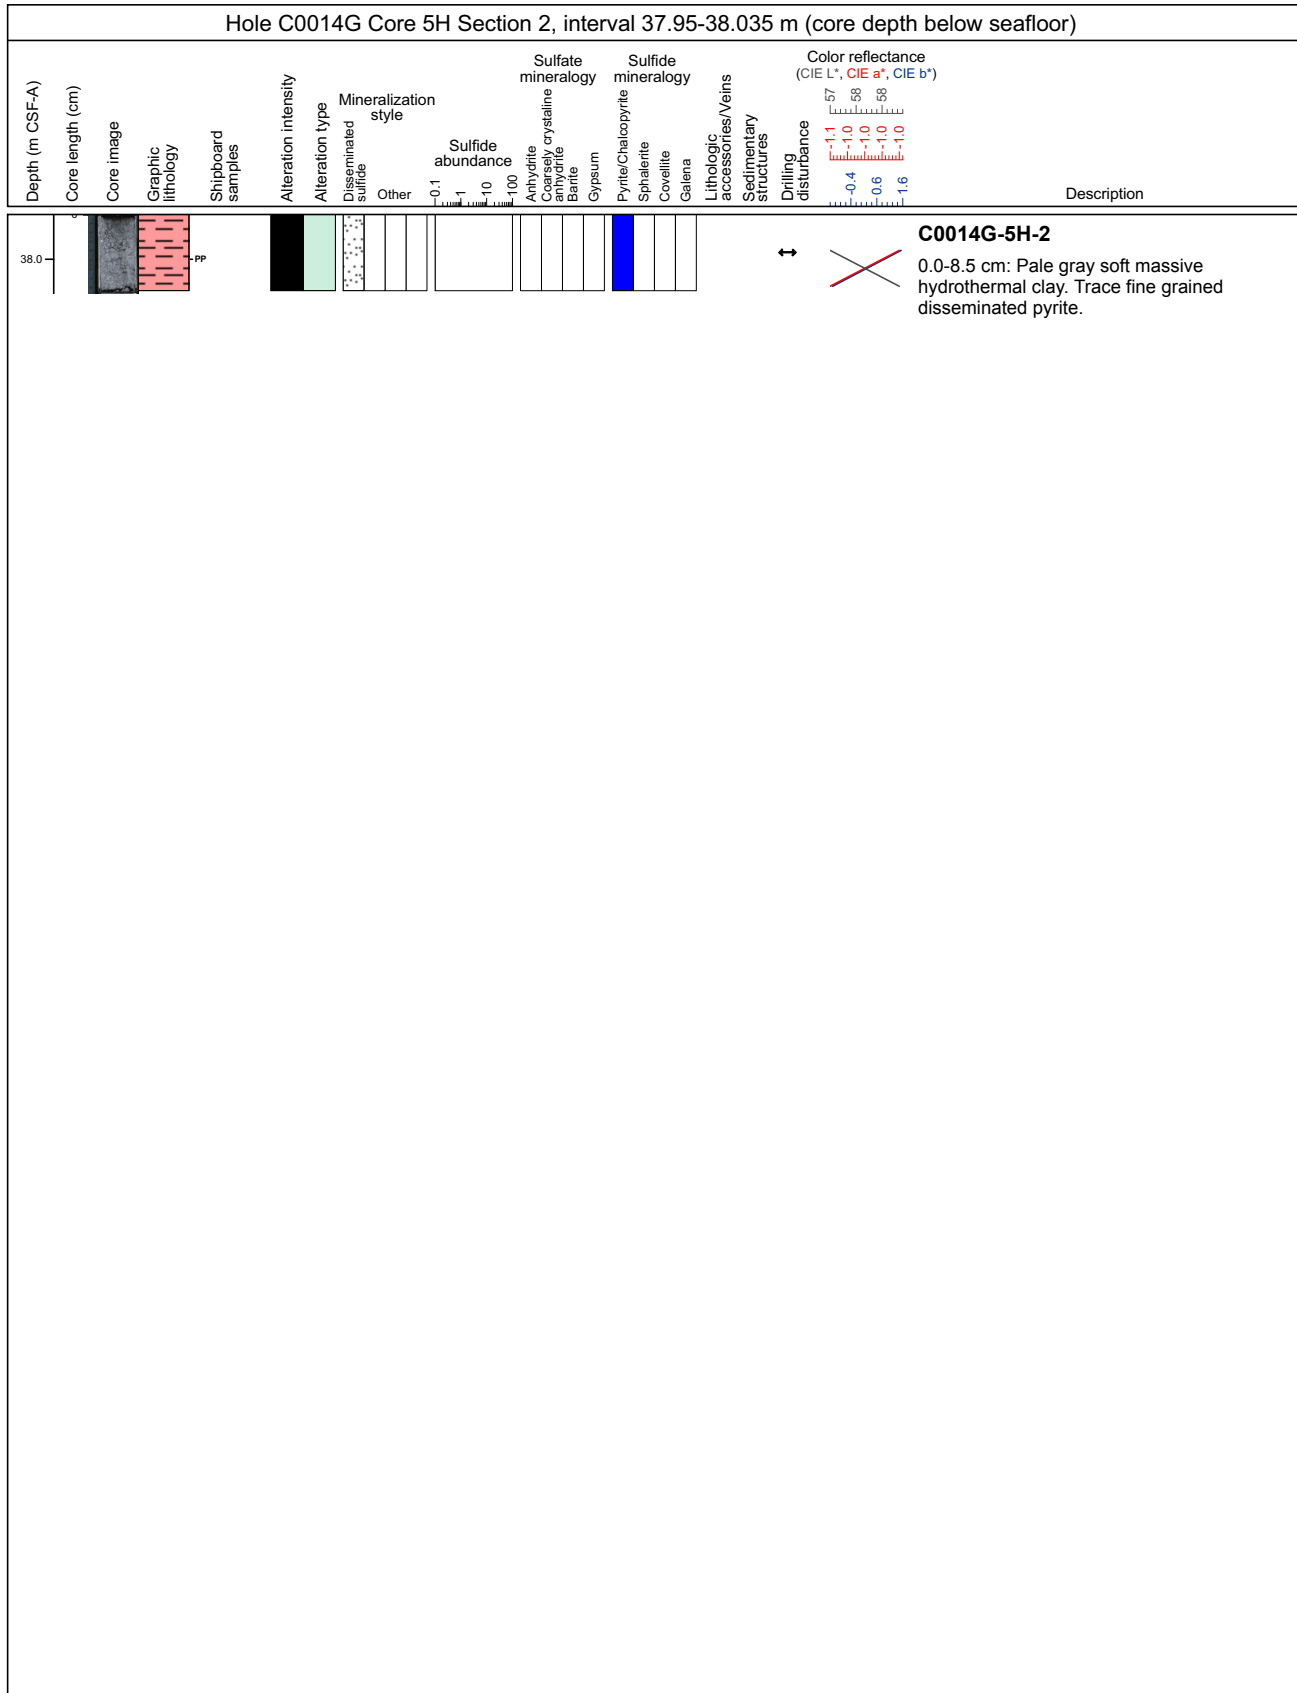 Hole C0014G Core 5H Section 2, interval 37.95-38.035 m (core depth below seafloor)
Depth (m CSF-A)
Core length (cm)
Core image
Graphic
lithology
Shipboard
samples
Alteration intensity
Alteration type
Mineralization
style
Disseminated
sulfide
Other
Sulfide
abundance
0.1
1
10
100
Sulfate
mineralogy
Anhydrite
Coarsely crystaline
anhydrite
Barite
Gypsum
Sulfide
mineralogy
Pyrite/Chalcopyrite
Sphalerite
Covellite
Galena
Lithologic
accessories/Veins
Sedimentary
structures
Drilling
disturbance
Color reflectance
(CIE L*, CIE a*, CIE b*)
57
58
58
-1.1
-1.0
-1.0
-1.0
-1.0
-0.4
0.6
1.6
Description
38.0
PP
C0014G-5H-2
0.0-8.5 cm: Pale gray soft massive
hydrothermal clay. Trace fine grained
disseminated pyrite.